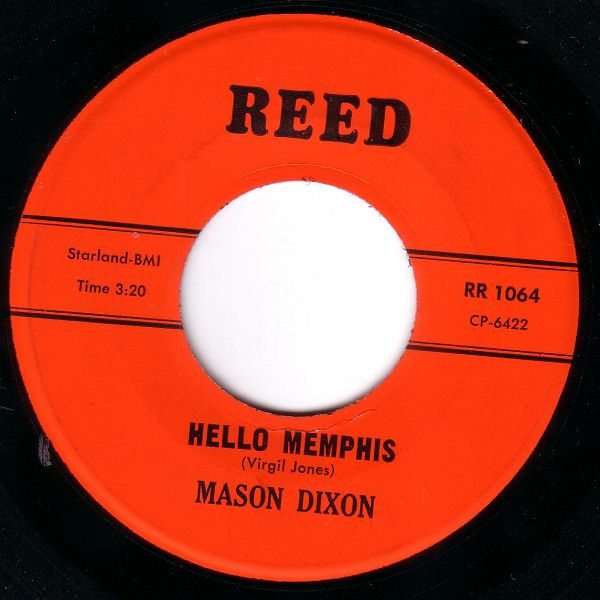 REED
Starland-BMI
Time 3:20
RR 1064
CP-6422
HELLO MEMPHIS
(Virgil Jones)
MASON DIXON